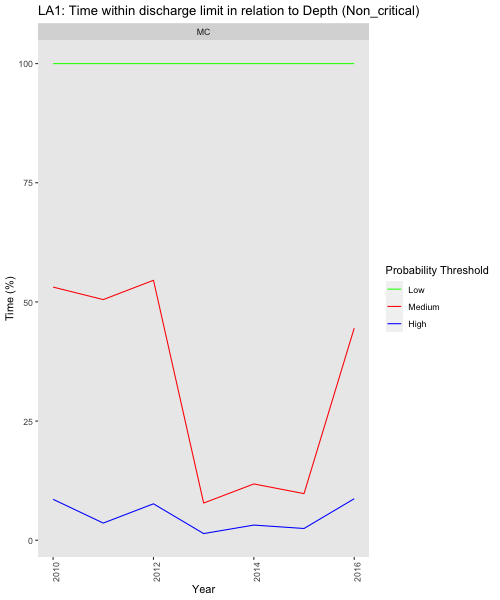 LA1: Time within discharge limit in relation to Depth (Non_critical)
MC
100
75
50
25
0
Time (%)
2010
2012
2014
2016
Year
Probability Threshold
Low
Medium
High